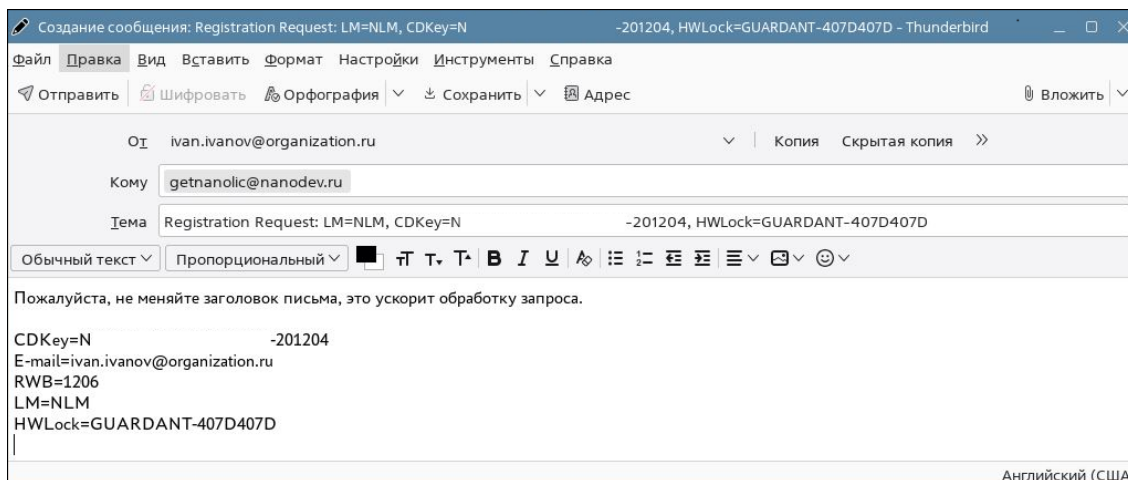 Создание сообщения: Registration Request: LM=NLM, CDKey=N -201204, HWLock=GUARDANT-407D407D - Thunderbird
Файл Правка Вид Вставить Формат Настройки Инструменты Справка
Отправить Шифровать Орфография Сохранить Адрес Вложить
От ivan.ivanov@organization.ru Копия Скрытая копия
Кому getnanolic@nanodev.ru
Тема Registration Request: LM=NLM, CDKey=N -201204, HWLock=GUARDANT-407D407D
Обычный текст Пропорциональный
Пожалуйста, не меняйте заголовок письма, это ускорит обработку запроса.
CDKey=N -201204
E-mail=ivan.ivanov@organization.ru
RWB=1206
LM=NLM
HWLock=GUARDANT-407D407D
Английский (США